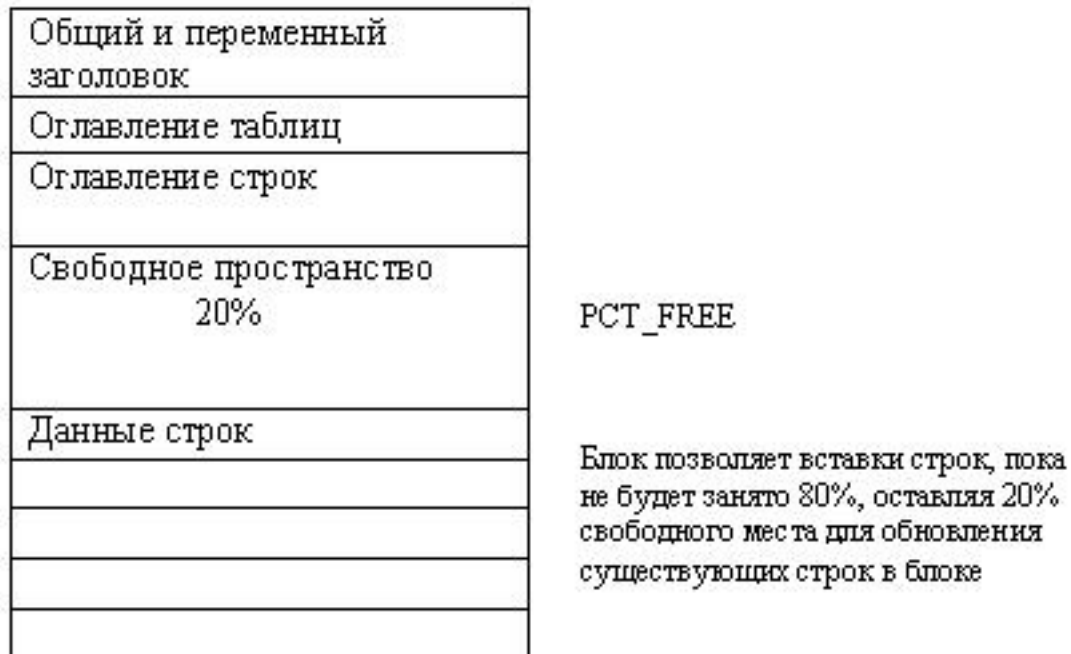 Общий и переменный
заголовок
Оглавление таблиц
Оглавление строк
Свободное пространство
20%
PCT_FREE
Данные строк
Блок позволяет вставки строк, пока
не будет занято 80%, оставляя 20%
свободного места для обновления
существующих строк в блоке